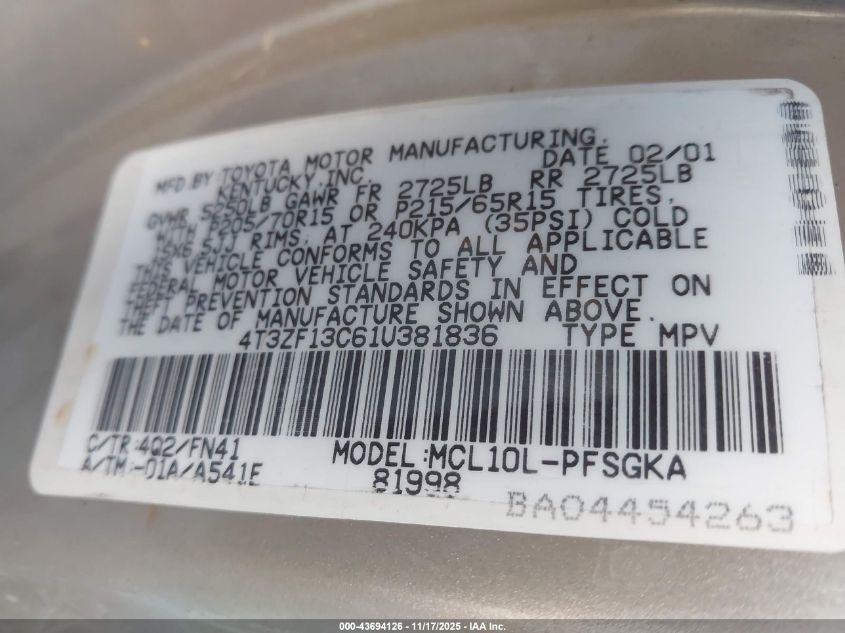 MFD.BY:TOYOTA MOTOR MANUFACTURING,
KENTUCKY,INC. DATE 02/01
GVWR 5250LB GAWR FR 2725LB RR 2725LB
WITH P205/70R15 OR P215/65R15 TIRES,
15X6.5JJ RIMS, AT 240KPA (35PSI) COLD
THIS VEHICLE CONFORMS TO ALL APPLICABLE
FEDERAL MOTOR VEHICLE SAFETY AND
THEFT PREVENTION STANDARDS IN EFFECT ON
THE DATE OF MANUFACTURE SHOWN ABOVE.
4T3ZF13C61U381836 TYPE MPV
C/TR:4Q2/FN41 MODEL:MCL10L-PFSGKA
A/TM:-01A/A541E 81998
BA04454263
000-43694126 - 11/17/2025 - IAA Inc.